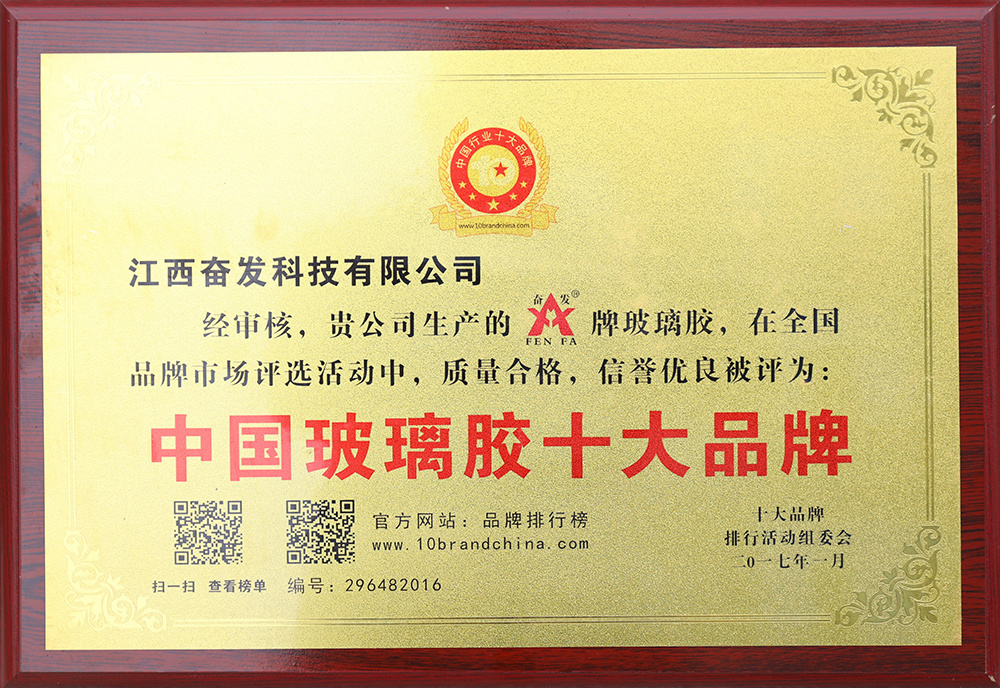 中国行业十大品牌
www.10brandchina.com
江西奋发科技有限公司
奋发®
经审核，贵公司生产的 FEN FA 牌玻璃胶，在全国
品牌市场评选活动中，质量合格，信誉优良被评为：
中国玻璃胶十大品牌
官方网站：品牌排行榜
www.10brandchina.com
扫一扫 查看榜单 编号：296482016
十大品牌
排行活动组委会
二0一七年一月